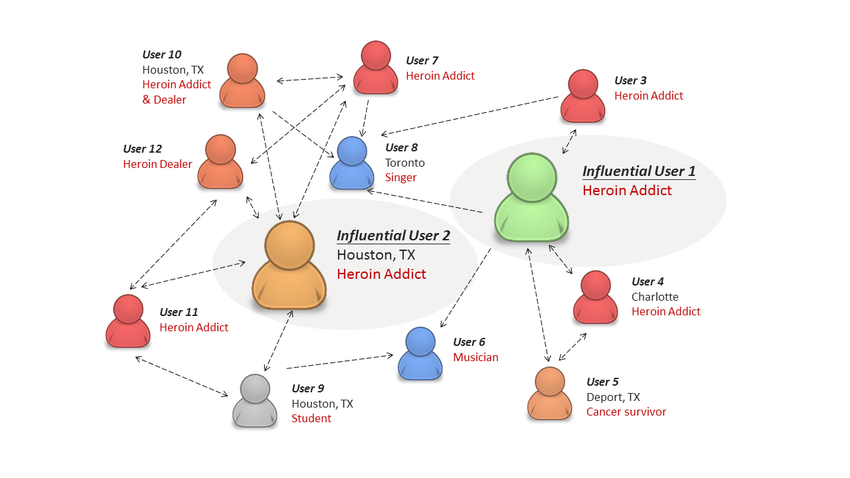 User 10
Houston, TX
Heroin Addict
& Dealer
User 7
Heroin Addict
User 3
Heroin Addict
User 12
Heroin Dealer
User 8
Toronto
Singer
Influential User 1
Heroin Addict
Influential User 2
Houston, TX
Heroin Addict
User 4
Charlotte
Heroin Addict
User 11
Heroin Addict
User 6
Musician
User 9
Houston, TX
Student
User 5
Deport, TX
Cancer survivor